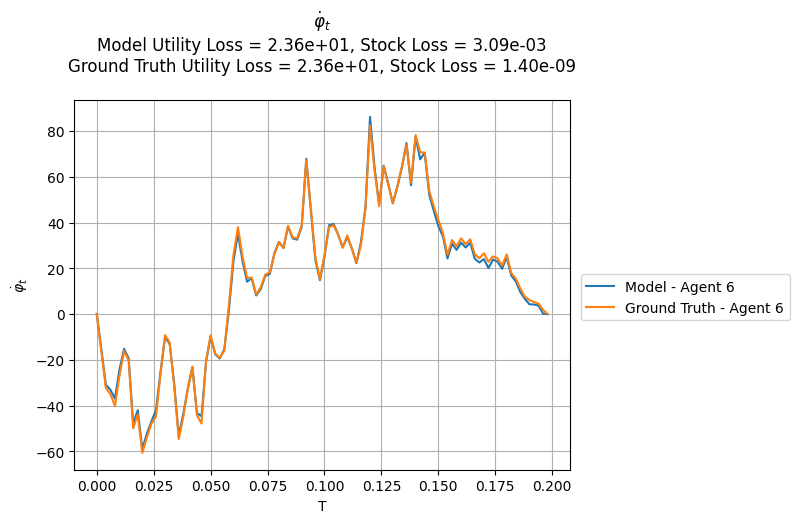 φ̇ₜ
Model Utility Loss = 2.36e+01, Stock Loss = 3.09e-03
Ground Truth Utility Loss = 2.36e+01, Stock Loss = 1.40e-09
80
60
40
20
0
−20
−40
−60
φ̇ₜ
0.000
0.025
0.050
0.075
0.100
0.125
0.150
0.175
0.200
T
Model - Agent 6
Ground Truth - Agent 6